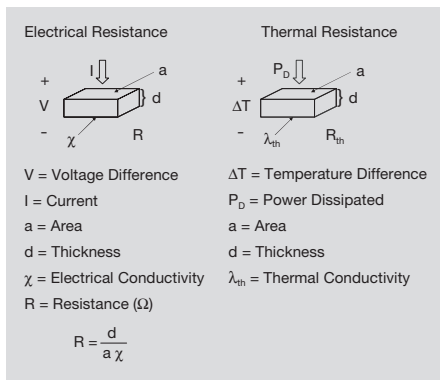 Electrical Resistance
I
a
+
V
-
d
χ
R
V = Voltage Difference
I = Current
a = Area
d = Thickness
χ = Electrical Conductivity
R = Resistance (Ω)
R = d
a χ
Thermal Resistance
P_D
a
+
ΔT
-
d
λ_th
R_th
ΔT = Temperature Difference
P_D = Power Dissipated
a = Area
d = Thickness
λ_th = Thermal Conductivity